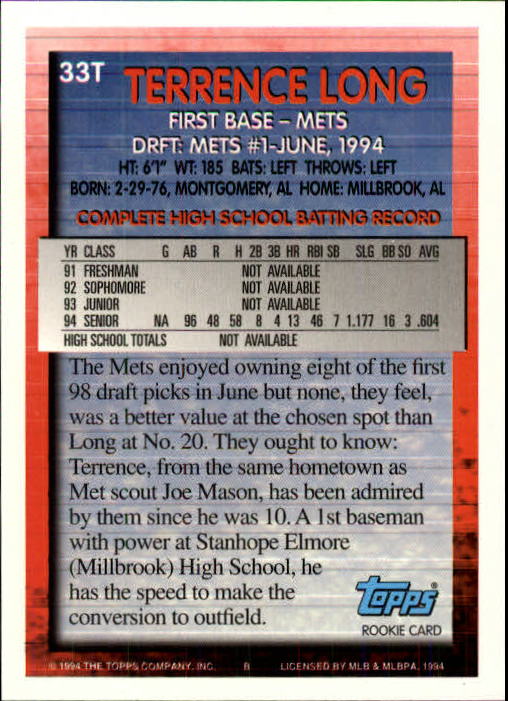 33T
TERRENCE LONG
FIRST BASE – METS
DRFT: METS #1-JUNE, 1994
HT: 6'1" WT: 185 BATS: LEFT THROWS: LEFT
BORN: 2-29-76, MONTGOMERY, AL HOME: MILLBROOK, AL
COMPLETE HIGH SCHOOL BATTING RECORD
YR CLASS G AB R H 2B 3B HR RBI SB SLG BB SO AVG
91 FRESHMAN NOT AVAILABLE
92 SOPHOMORE NOT AVAILABLE
93 JUNIOR NOT AVAILABLE
94 SENIOR NA 96 48 58 8 4 13 46 7 1.177 16 3 .604
HIGH SCHOOL TOTALS NOT AVAILABLE
The Mets enjoyed owning eight of the first
98 draft picks in June but none, they feel,
was a better value at the chosen spot than
Long at No. 20. They ought to know:
Terrence, from the same hometown as
Met scout Joe Mason, has been admired
by them since he was 10. A 1st baseman
with power at Stanhope Elmore
(Millbrook) High School, he
has the speed to make the
conversion to outfield.
Topps®
ROOKIE CARD
© 1994 THE TOPPS COMPANY, INC. B LICENSED BY MLB & MLBPA, 1994